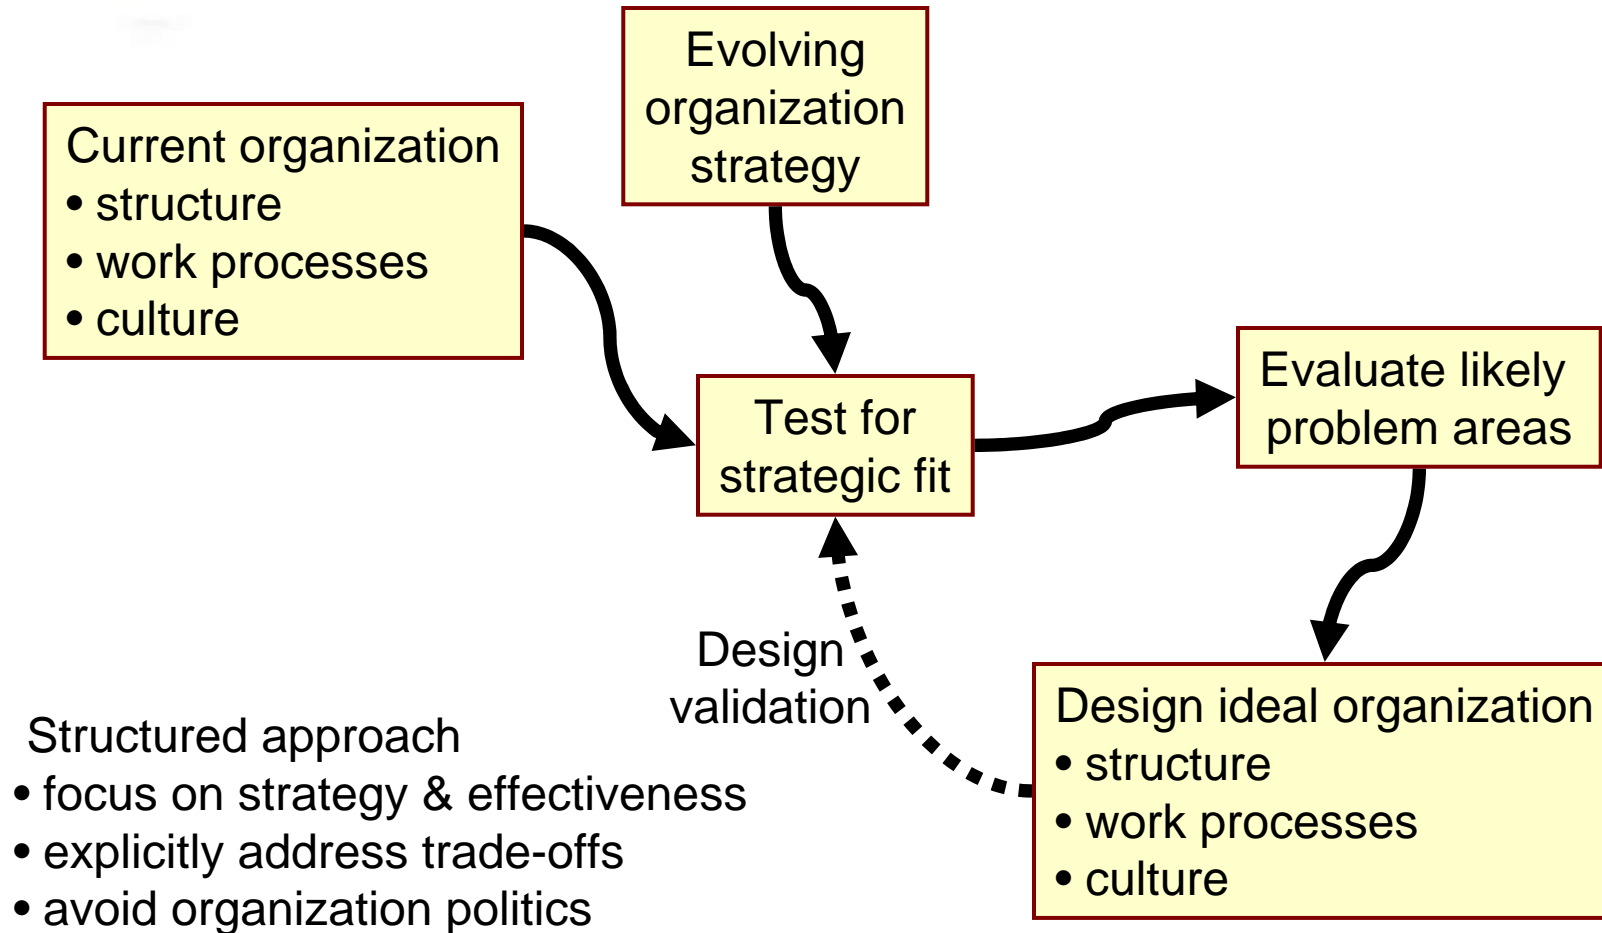 Evolving
organization
strategy
Current organization
• structure
• work processes
• culture
Test for
strategic fit
Evaluate likely
problem areas
Design
validation
Design ideal organization
• structure
• work processes
• culture
Structured approach
• focus on strategy & effectiveness
• explicitly address trade-offs
• avoid organization politics